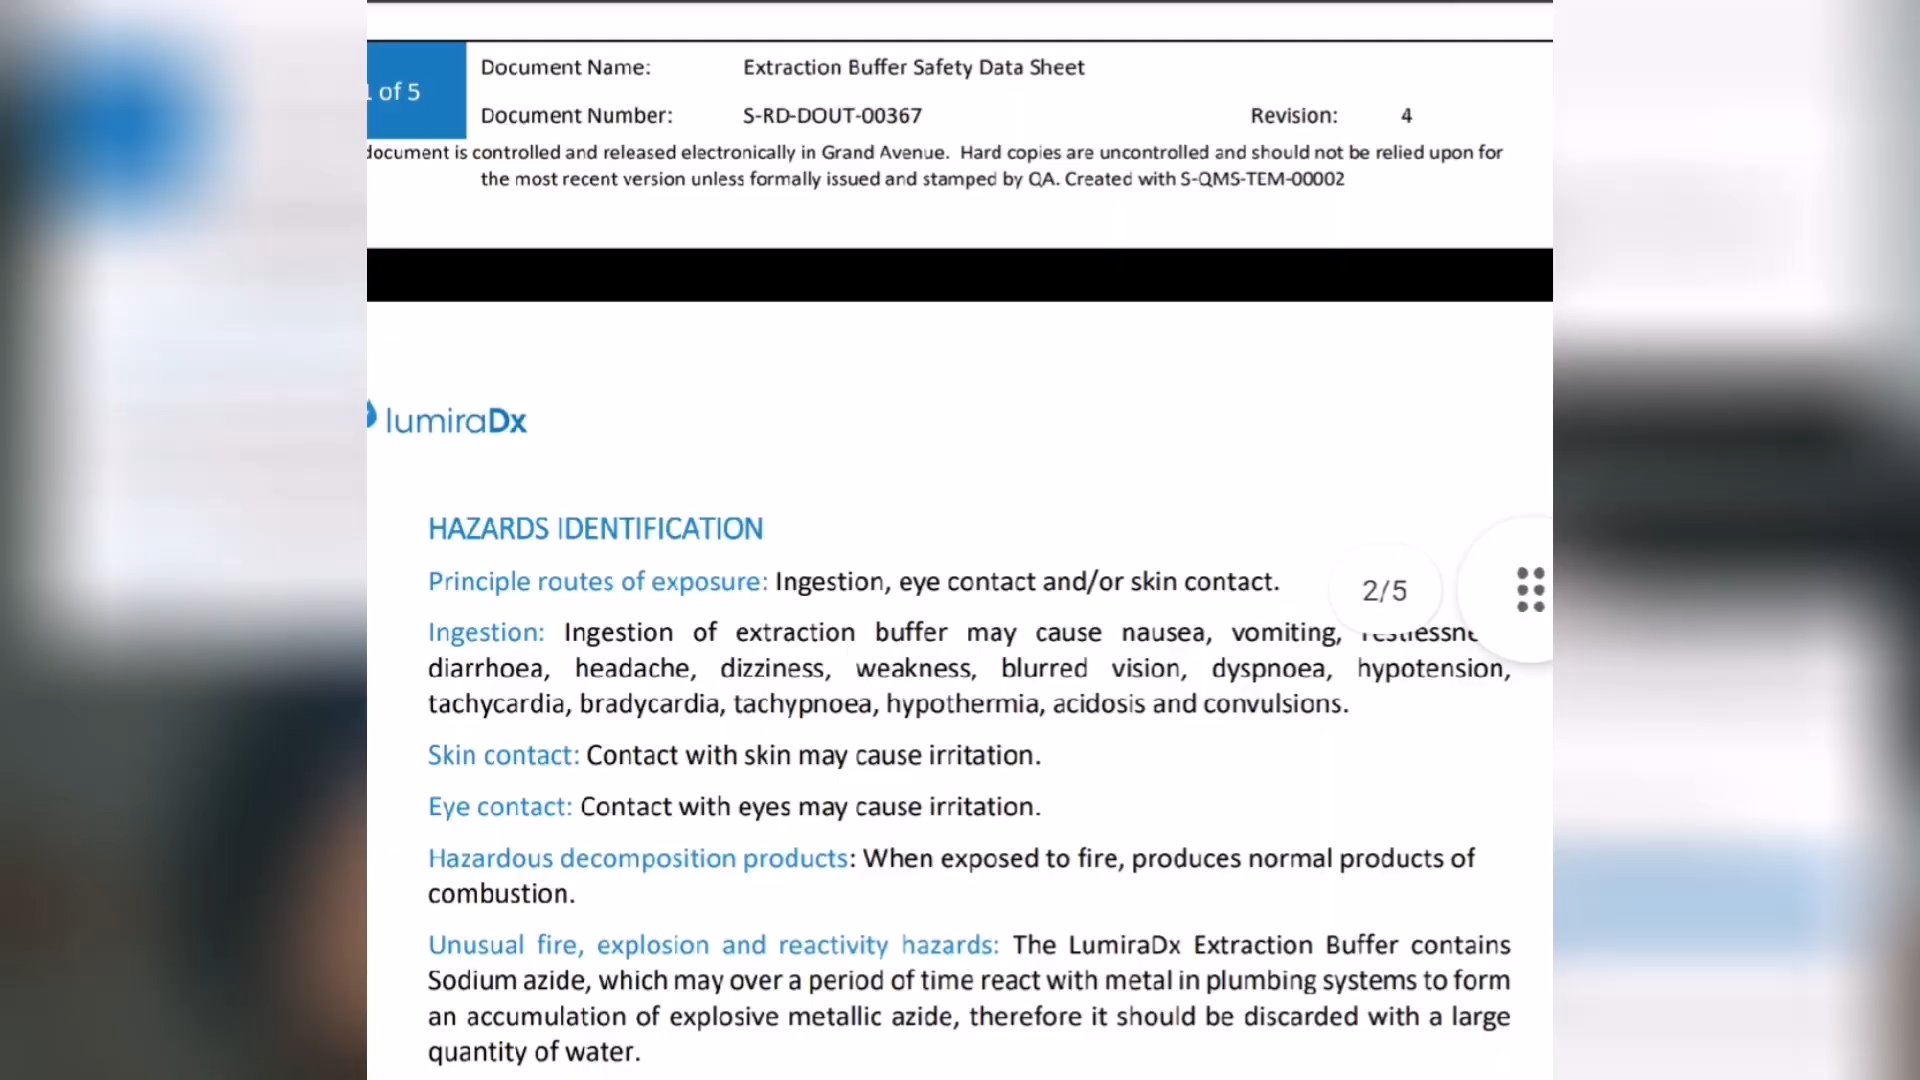 1 of 5
Document Name: Extraction Buffer Safety Data Sheet
Document Number: S-RD-DOUT-00367 Revision: 4
document is controlled and released electronically in Grand Avenue. Hard copies are uncontrolled and should not be relied upon for
the most recent version unless formally issued and stamped by QA. Created with S-QMS-TEM-00002
lumiraDx
HAZARDS IDENTIFICATION
Principle routes of exposure: Ingestion, eye contact and/or skin contact.
2/5
Ingestion: Ingestion of extraction buffer may cause nausea, vomiting,
diarrhoea, headache, dizziness, weakness, blurred vision, dyspnoea, hypotension,
tachycardia, bradycardia, tachypnoea, hypothermia, acidosis and convulsions.
Skin contact: Contact with skin may cause irritation.
Eye contact: Contact with eyes may cause irritation.
Hazardous decomposition products: When exposed to fire, produces normal products of
combustion.
Unusual fire, explosion and reactivity hazards: The LumiraDx Extraction Buffer contains
Sodium azide, which may over a period of time react with metal in plumbing systems to form
an accumulation of explosive metallic azide, therefore it should be discarded with a large
quantity of water.